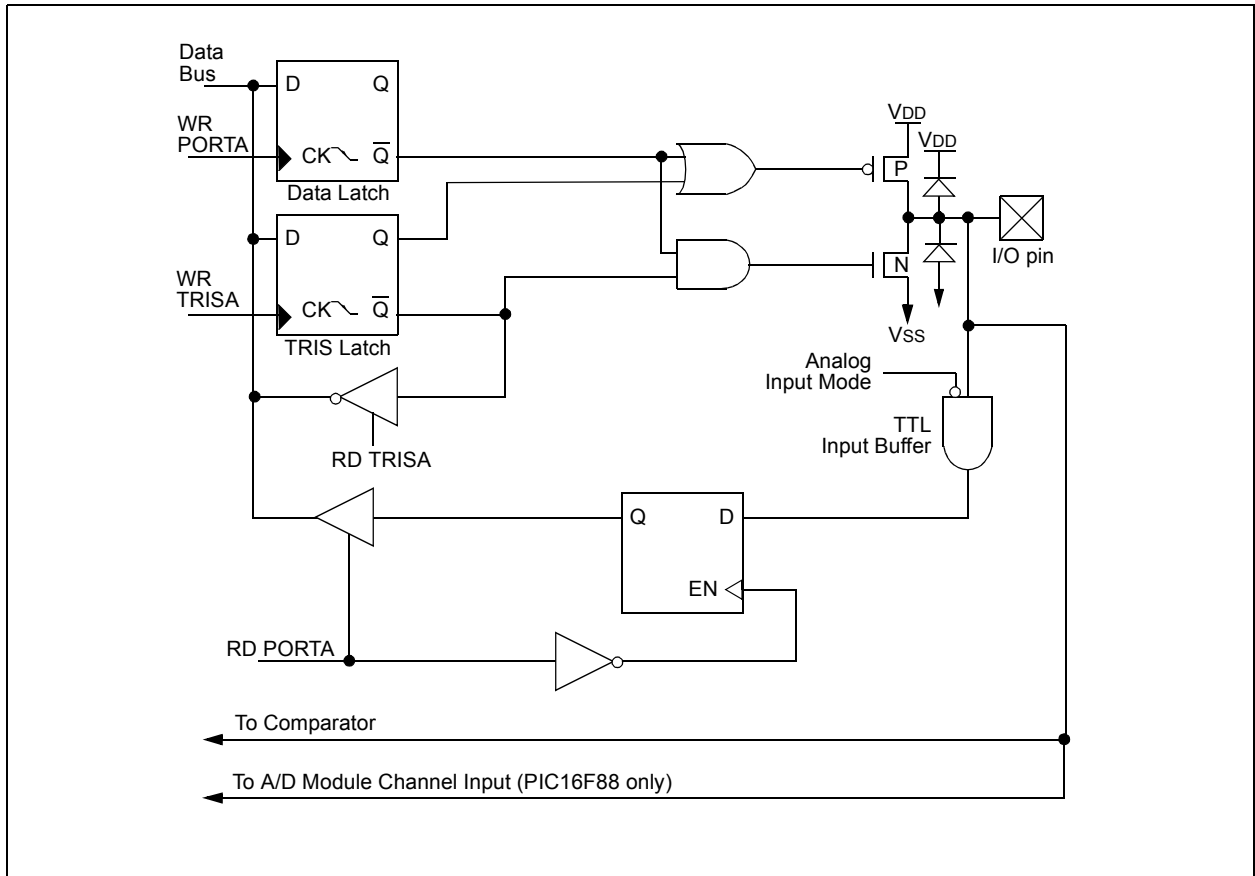 Data
Bus
D
Q
WR
PORTA
CK
Q̅
Data Latch
D
Q
WR
TRISA
CK
Q̅
TRIS Latch
RD TRISA
VDD
VDD
P
N
I/O pin
VSS
Analog
Input Mode
TTL
Input Buffer
Q
D
EN
RD PORTA
To Comparator
To A/D Module Channel Input (PIC16F88 only)